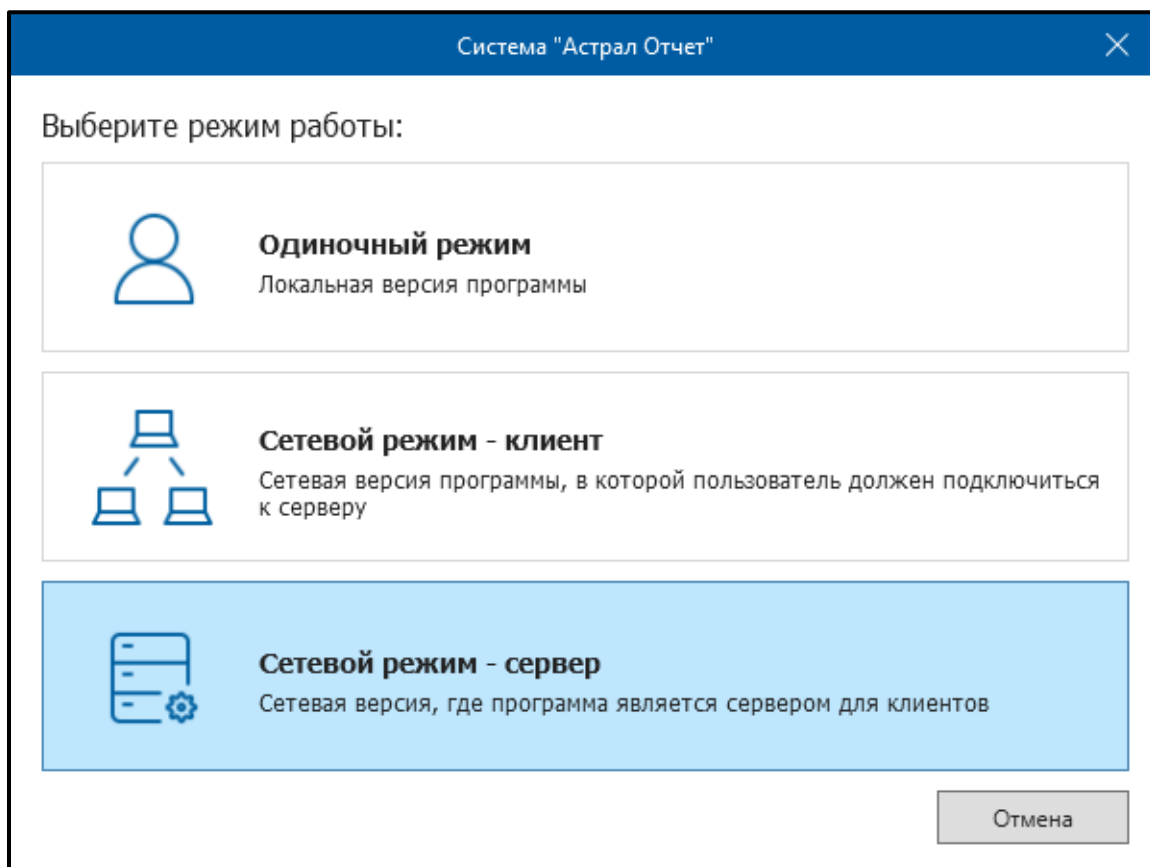 Система "Астрал Отчет"
Выберите режим работы:
Одиночный режим
Локальная версия программы
Сетевой режим - клиент
Сетевая версия программы, в которой пользователь должен подключиться
к серверу
Сетевой режим - сервер
Сетевая версия, где программа является сервером для клиентов
Отмена